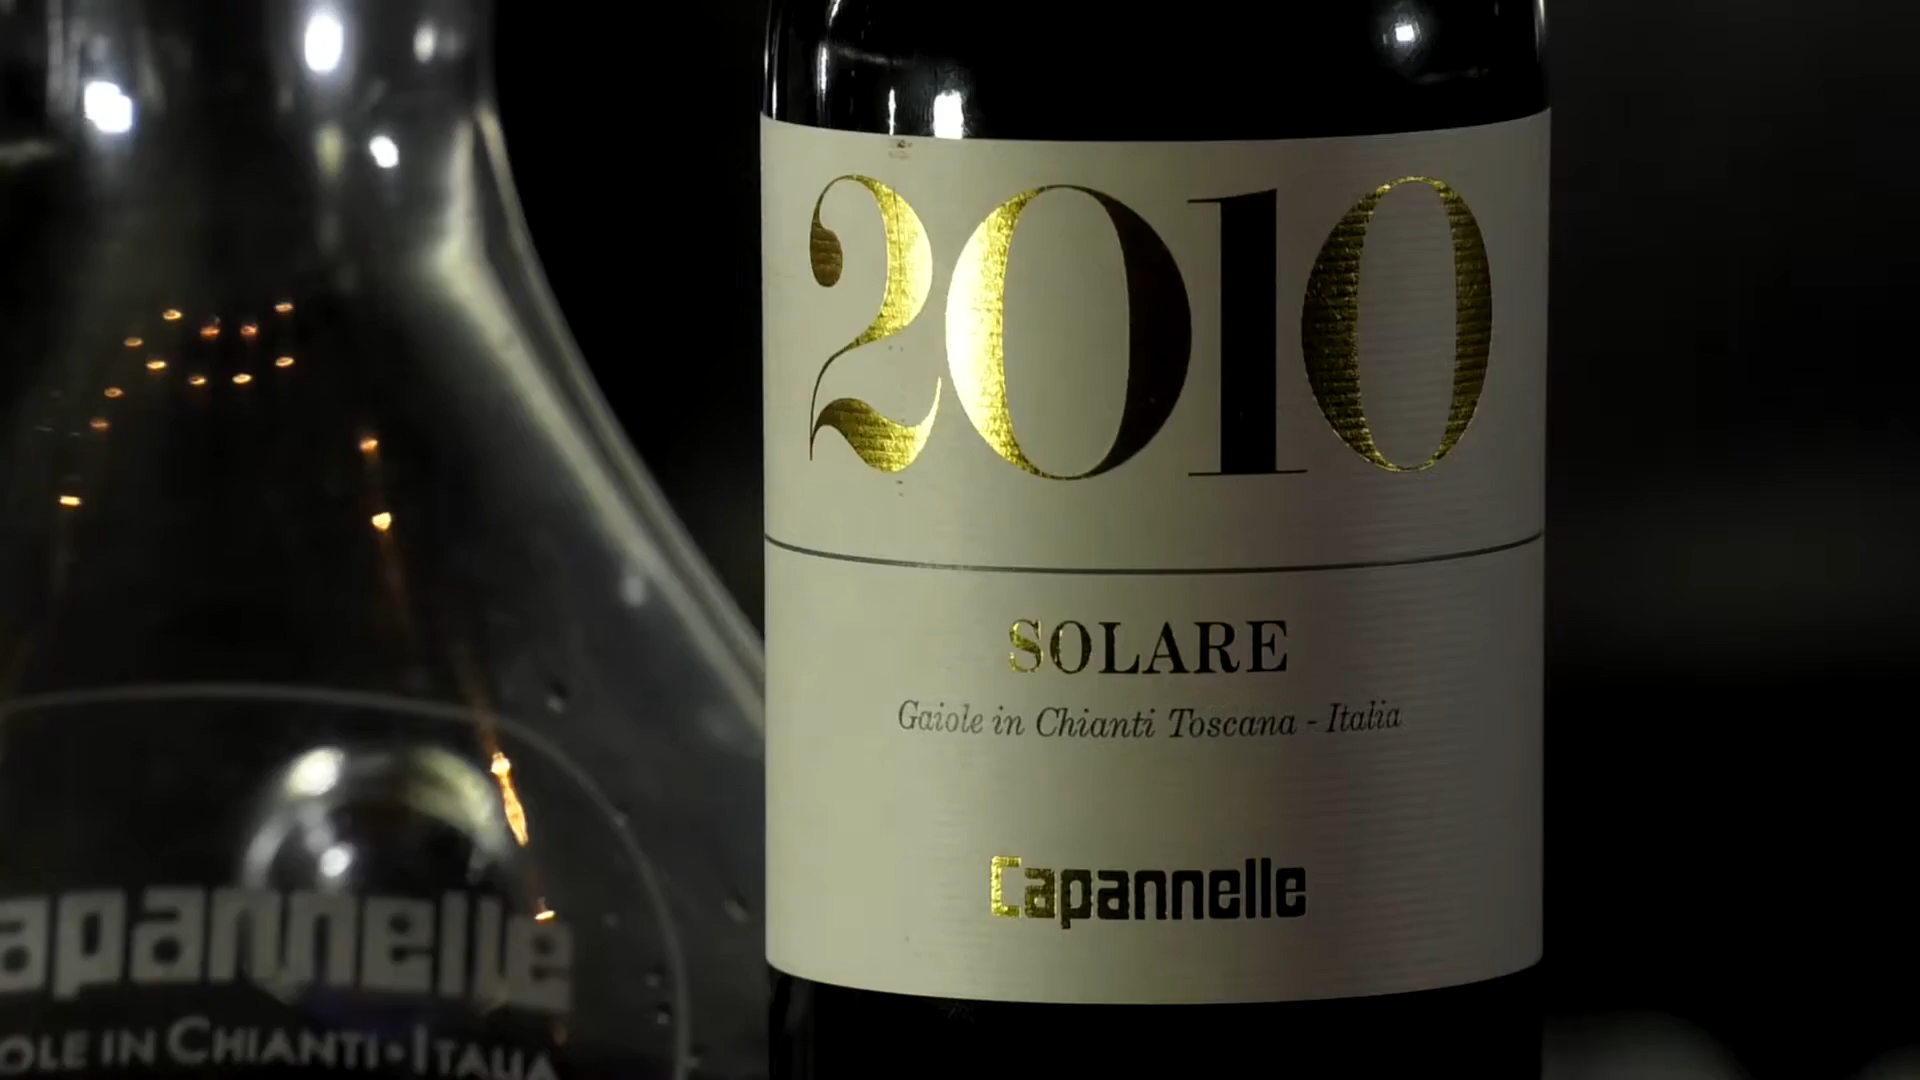 2010
SOLARE
Gaiole in Chianti Toscana - Italia
Capannelle
apannelle
OLE IN CHIANTI • ITALIA